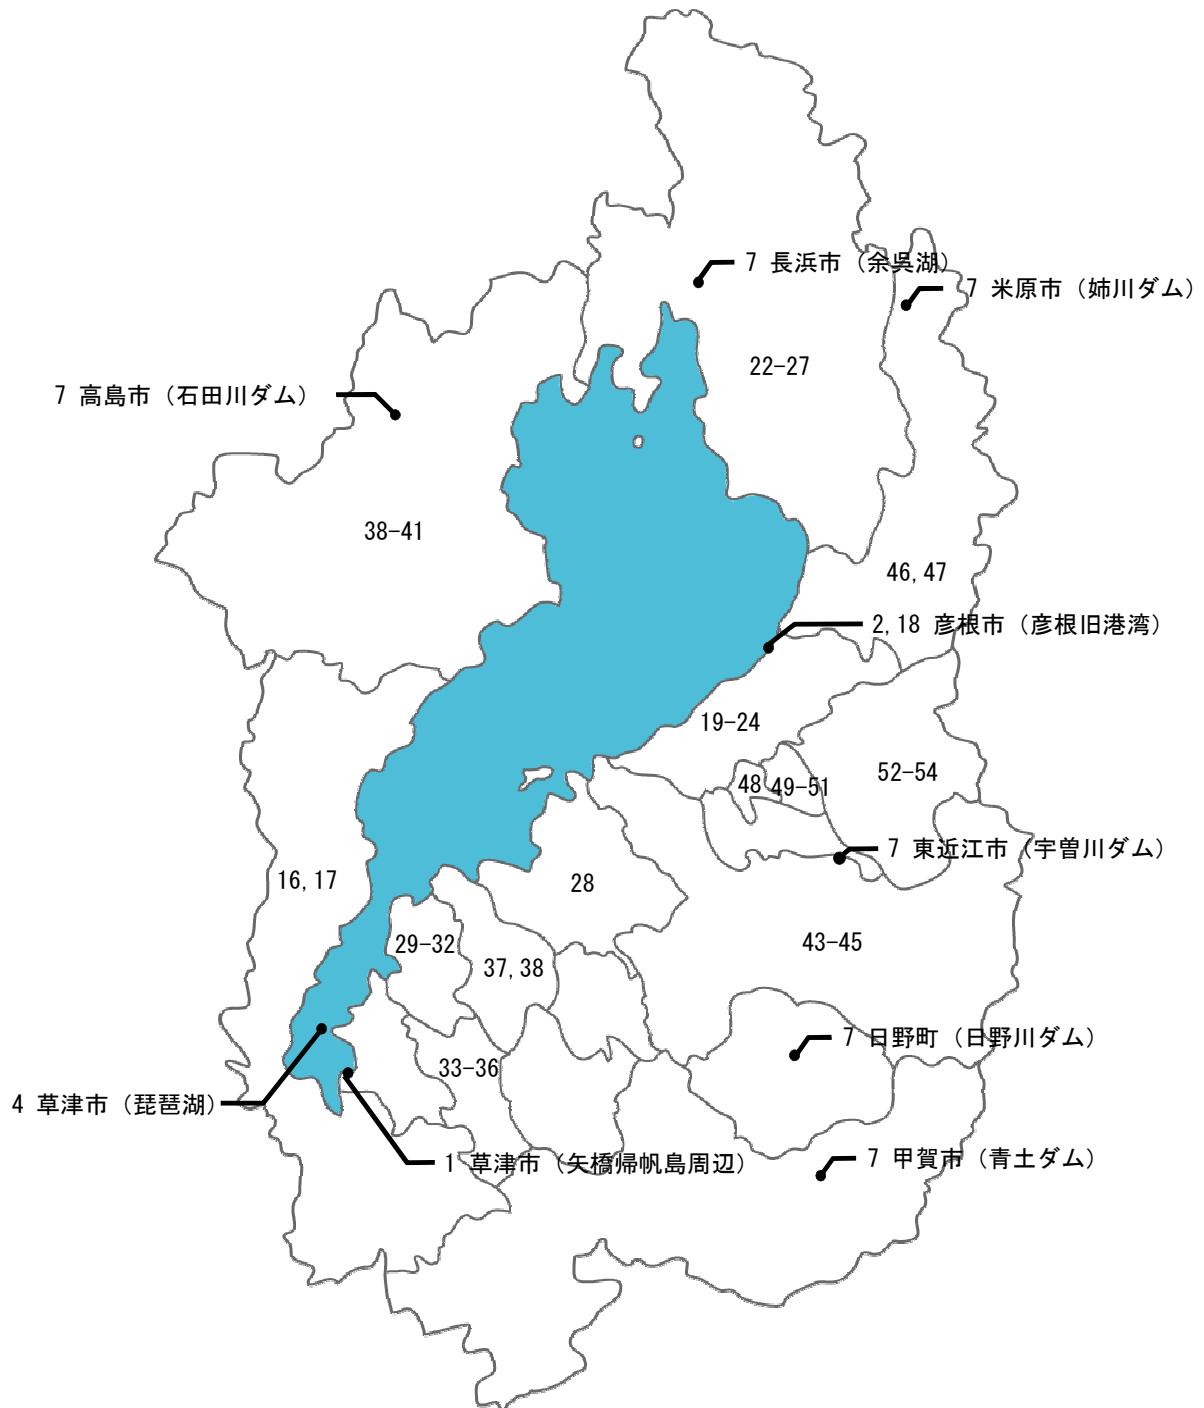 7 長浜市（余呉湖）
7 米原市（姉川ダム）
22-27
7 高島市（石田川ダム）
38-41
46,47
2,18 彦根市（彦根旧港湾）
19-24
52-54
48
49-51
7 東近江市（宇曽川ダム）
16,17
28
29-32
43-45
37,38
7 日野町（日野川ダム）
33-36
4 草津市（琵琶湖）
1 草津市（矢橋帰帆島周辺）
7 甲賀市（青土ダム）